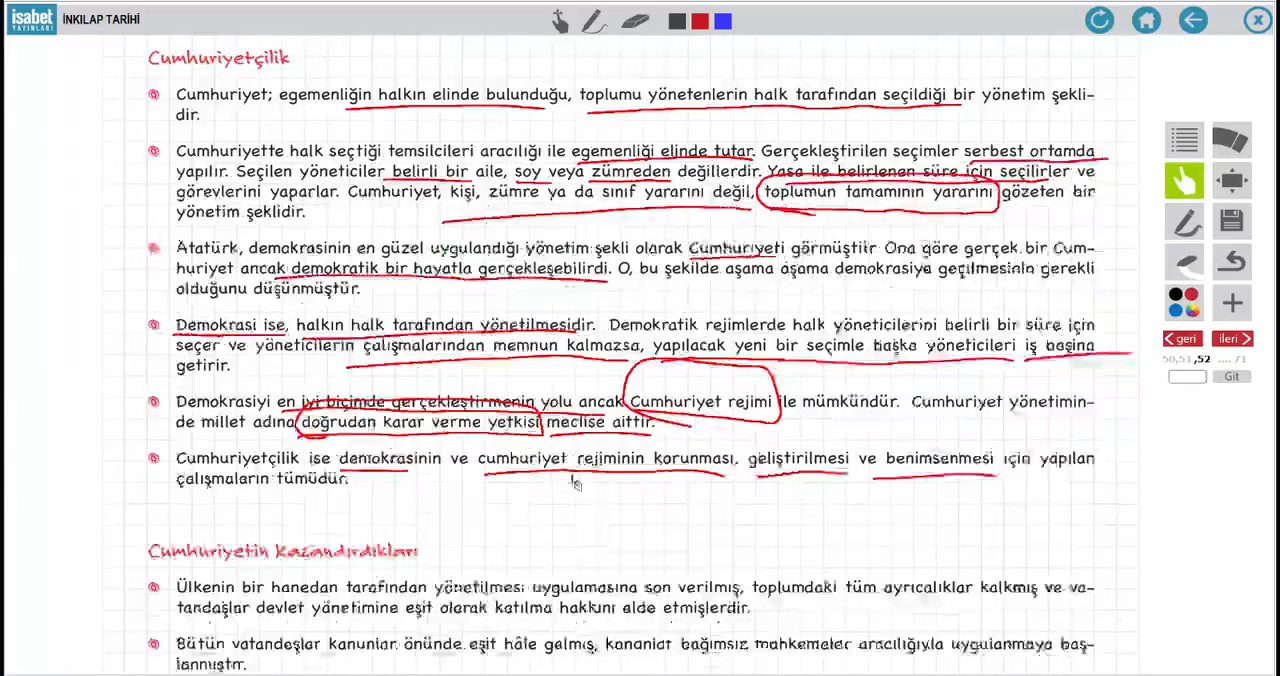 isabet
YAYINLARI
İNKILAP TARİHİ
Cumhuriyetçilik
Cumhuriyet; egemenliğin halkın elinde bulunduğu, toplumu yönetenlerin halk tarafından seçildiği bir yönetim şekli-
dir.
Cumhuriyette halk seçtiği temsilcileri aracılığı ile egemenliği elinde tutar. Gerçekleştirilen seçimler serbest ortamda
yapılır. Seçilen yöneticiler belirli bir aile, soy veya zümreden değillerdir. Yasa ile belirlenen süre için seçilirler ve
görevlerini yaparlar. Cumhuriyet, kişi, zümre ya da sınıf yararını değil, toplumun tamamının yararını gözeten bir
yönetim şeklidir.
Atatürk, demokrasinin en güzel uygulandığı yönetim şekli olarak Cumhuriyeti görmüştür Ona göre gerçek bir Cum-
huriyet ancak demokratik bir hayatla gerçekleşebilirdi. O, bu şekilde aşama aşama demokrasiye geçilmesinin gerekli
olduğunu düşünmüştür.
Demokrasi ise, halkın halk tarafından yönetilmesidir. Demokratik rejimlerde halk yöneticilerini belirli bir süre için
seçer ve yöneticilerin çalışmalarından memnun kalmazsa, yapılacak yeni bir seçimle başka yöneticileri iş başına
getirir.
Demokrasiyi en iyi biçimde gerçekleştirmenin yolu ancak Cumhuriyet rejimi ile mümkündür. Cumhuriyet yönetimin-
de millet adına doğrudan karar verme yetkisi meclise aittir.
Cumhuriyetçilik ise demokrasinin ve cumhuriyet rejiminin korunması, geliştirilmesi ve benimsenmesi için yapılan
çalışmaların tümüdür.
Cumhuriyetin Kazandırdıkları
Ülkenin bir hanedan tarafından yönetilmesi uygulamasına son verilmiş, toplumdaki tüm ayrıcalıklar kalkmış ve va-
tandaşlar devlet yönetimine eşit olarak katılma hakkını elde etmişlerdir.
Bütün vatandaşlar kanunlar önünde eşit hâle gelmiş, kanunlar bağımsız mahkemeler aracılığıyla uygulanmaya baş-
lanmıştır.
geri
ileri
50,51,52 .... 71
Git